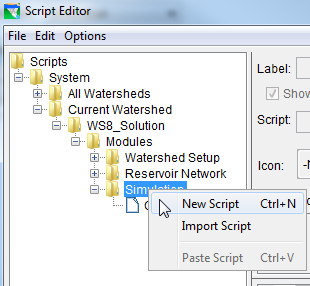 Script Editor
File Edit Options
Scripts
System
All Watersheds
Current Watershed
WS8_Solution
Modules
Watershed Setup
Reservoir Network
Simulation
Label:
Show
Script:
Icon:
New Script Ctrl+N
Import Script
Paste Script Ctrl+V